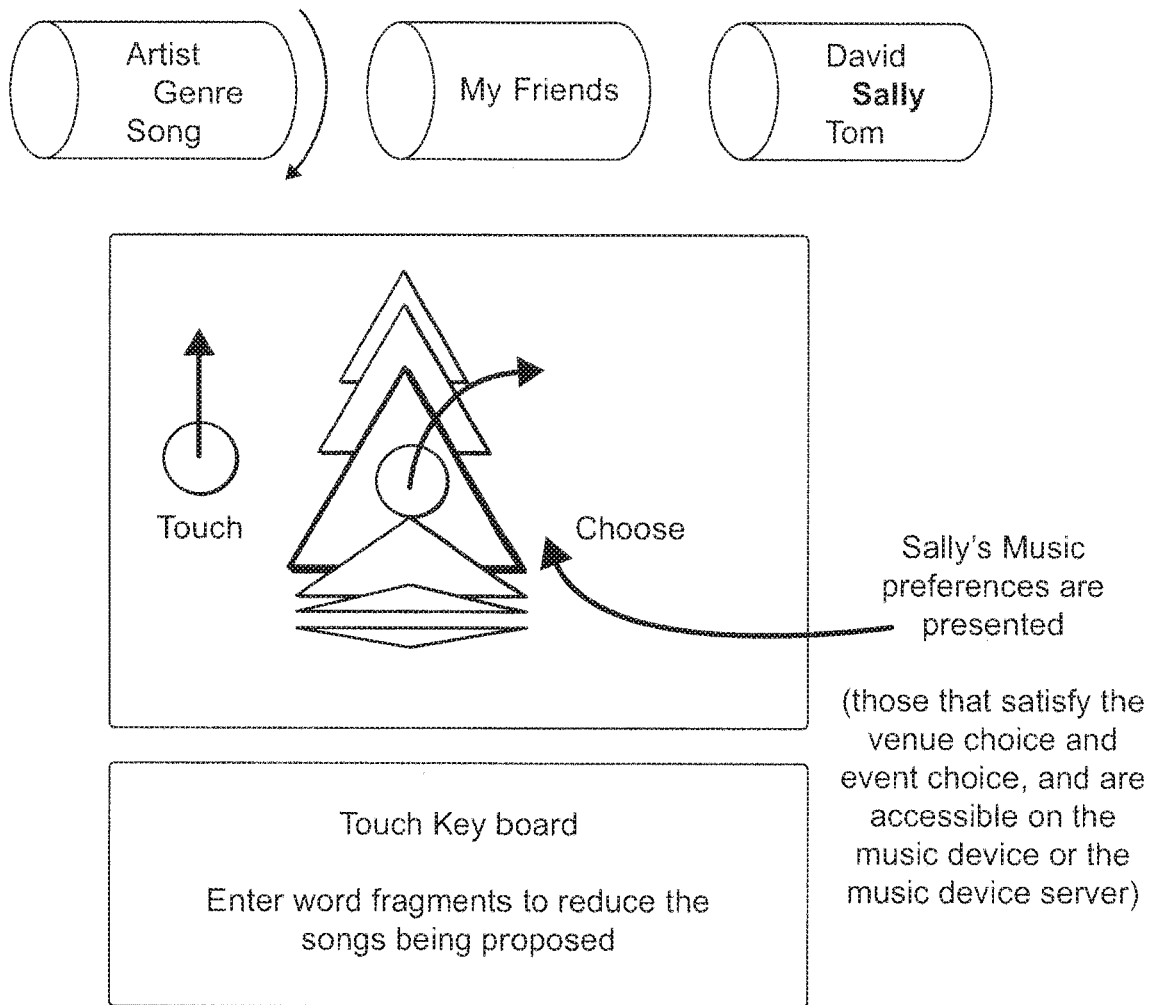 Artist
Genre
Song
My Friends
David
Sally
Tom
Touch
Choose
Sally's Music
preferences are
presented
(those that satisfy the
venue choice and
event choice, and are
accessible on the
music device or the
music device server)
Touch Key board
Enter word fragments to reduce the
songs being proposed